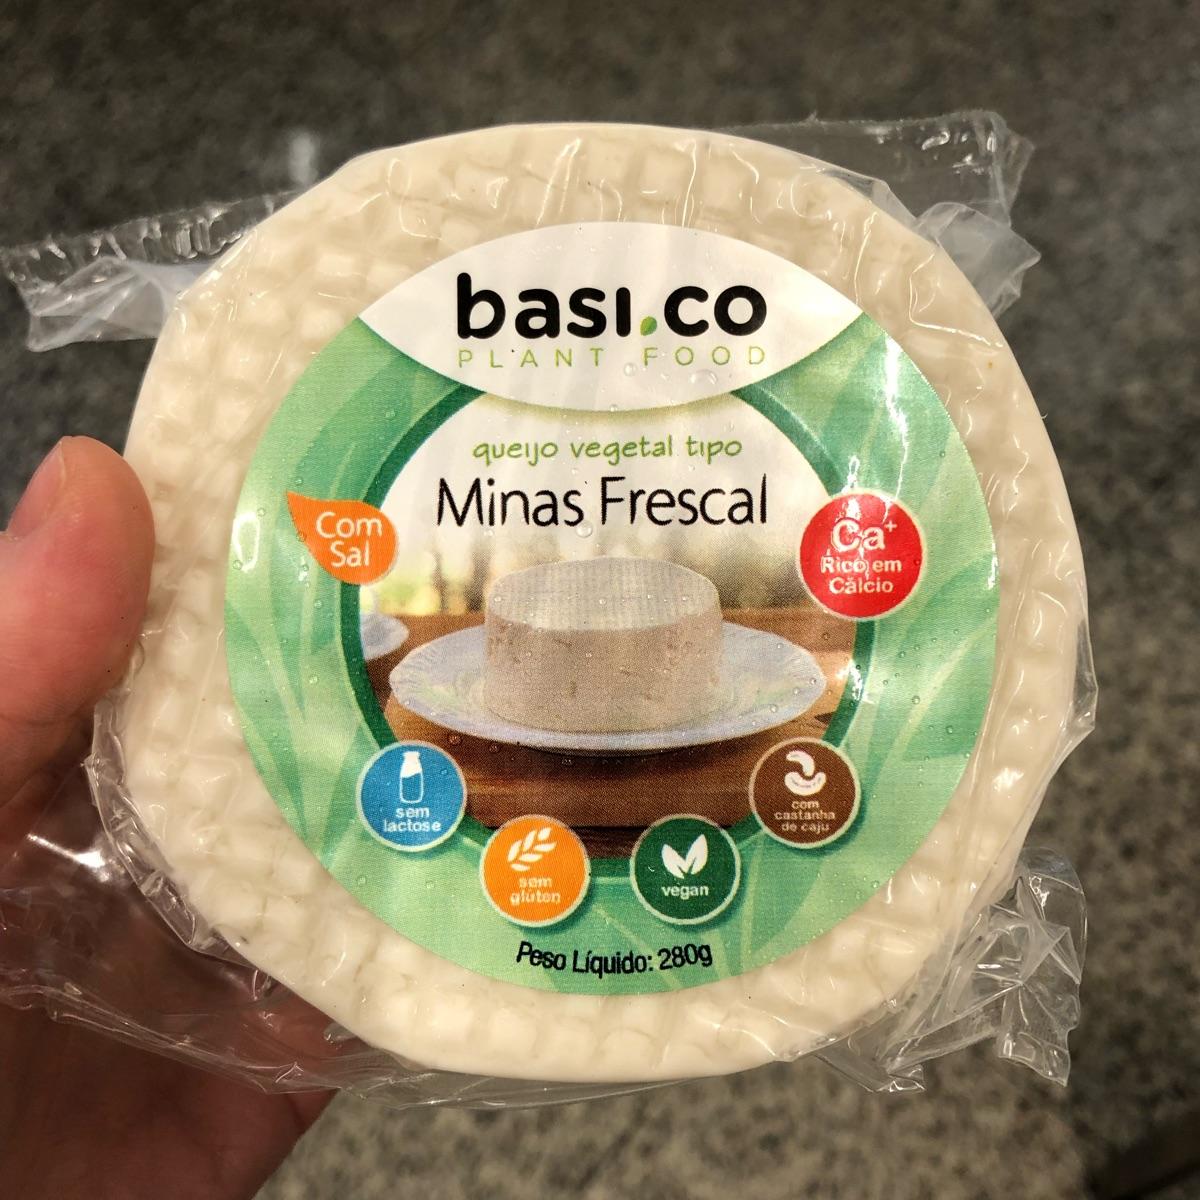 basi.co
PLANT FOOD
queijo vegetal tipo
Minas Frescal
Com
Sal
Ca+
Rico em
Cálcio
sem
lactose
com
castanha
de caju
sem
glúten
vegan
Peso Líquido: 280g